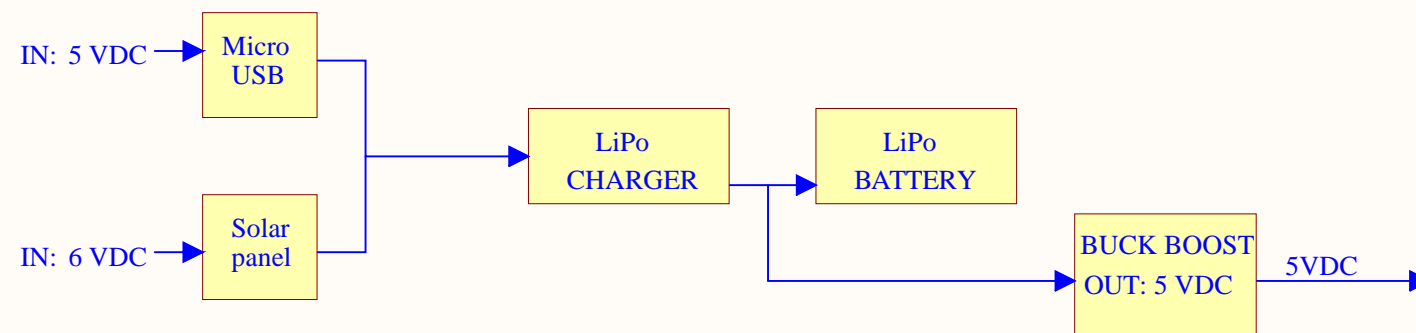 IN: 5 VDC
Micro
USB
LiPo
CHARGER
LiPo
BATTERY
IN: 6 VDC
Solar
panel
BUCK BOOST
OUT: 5 VDC
5VDC